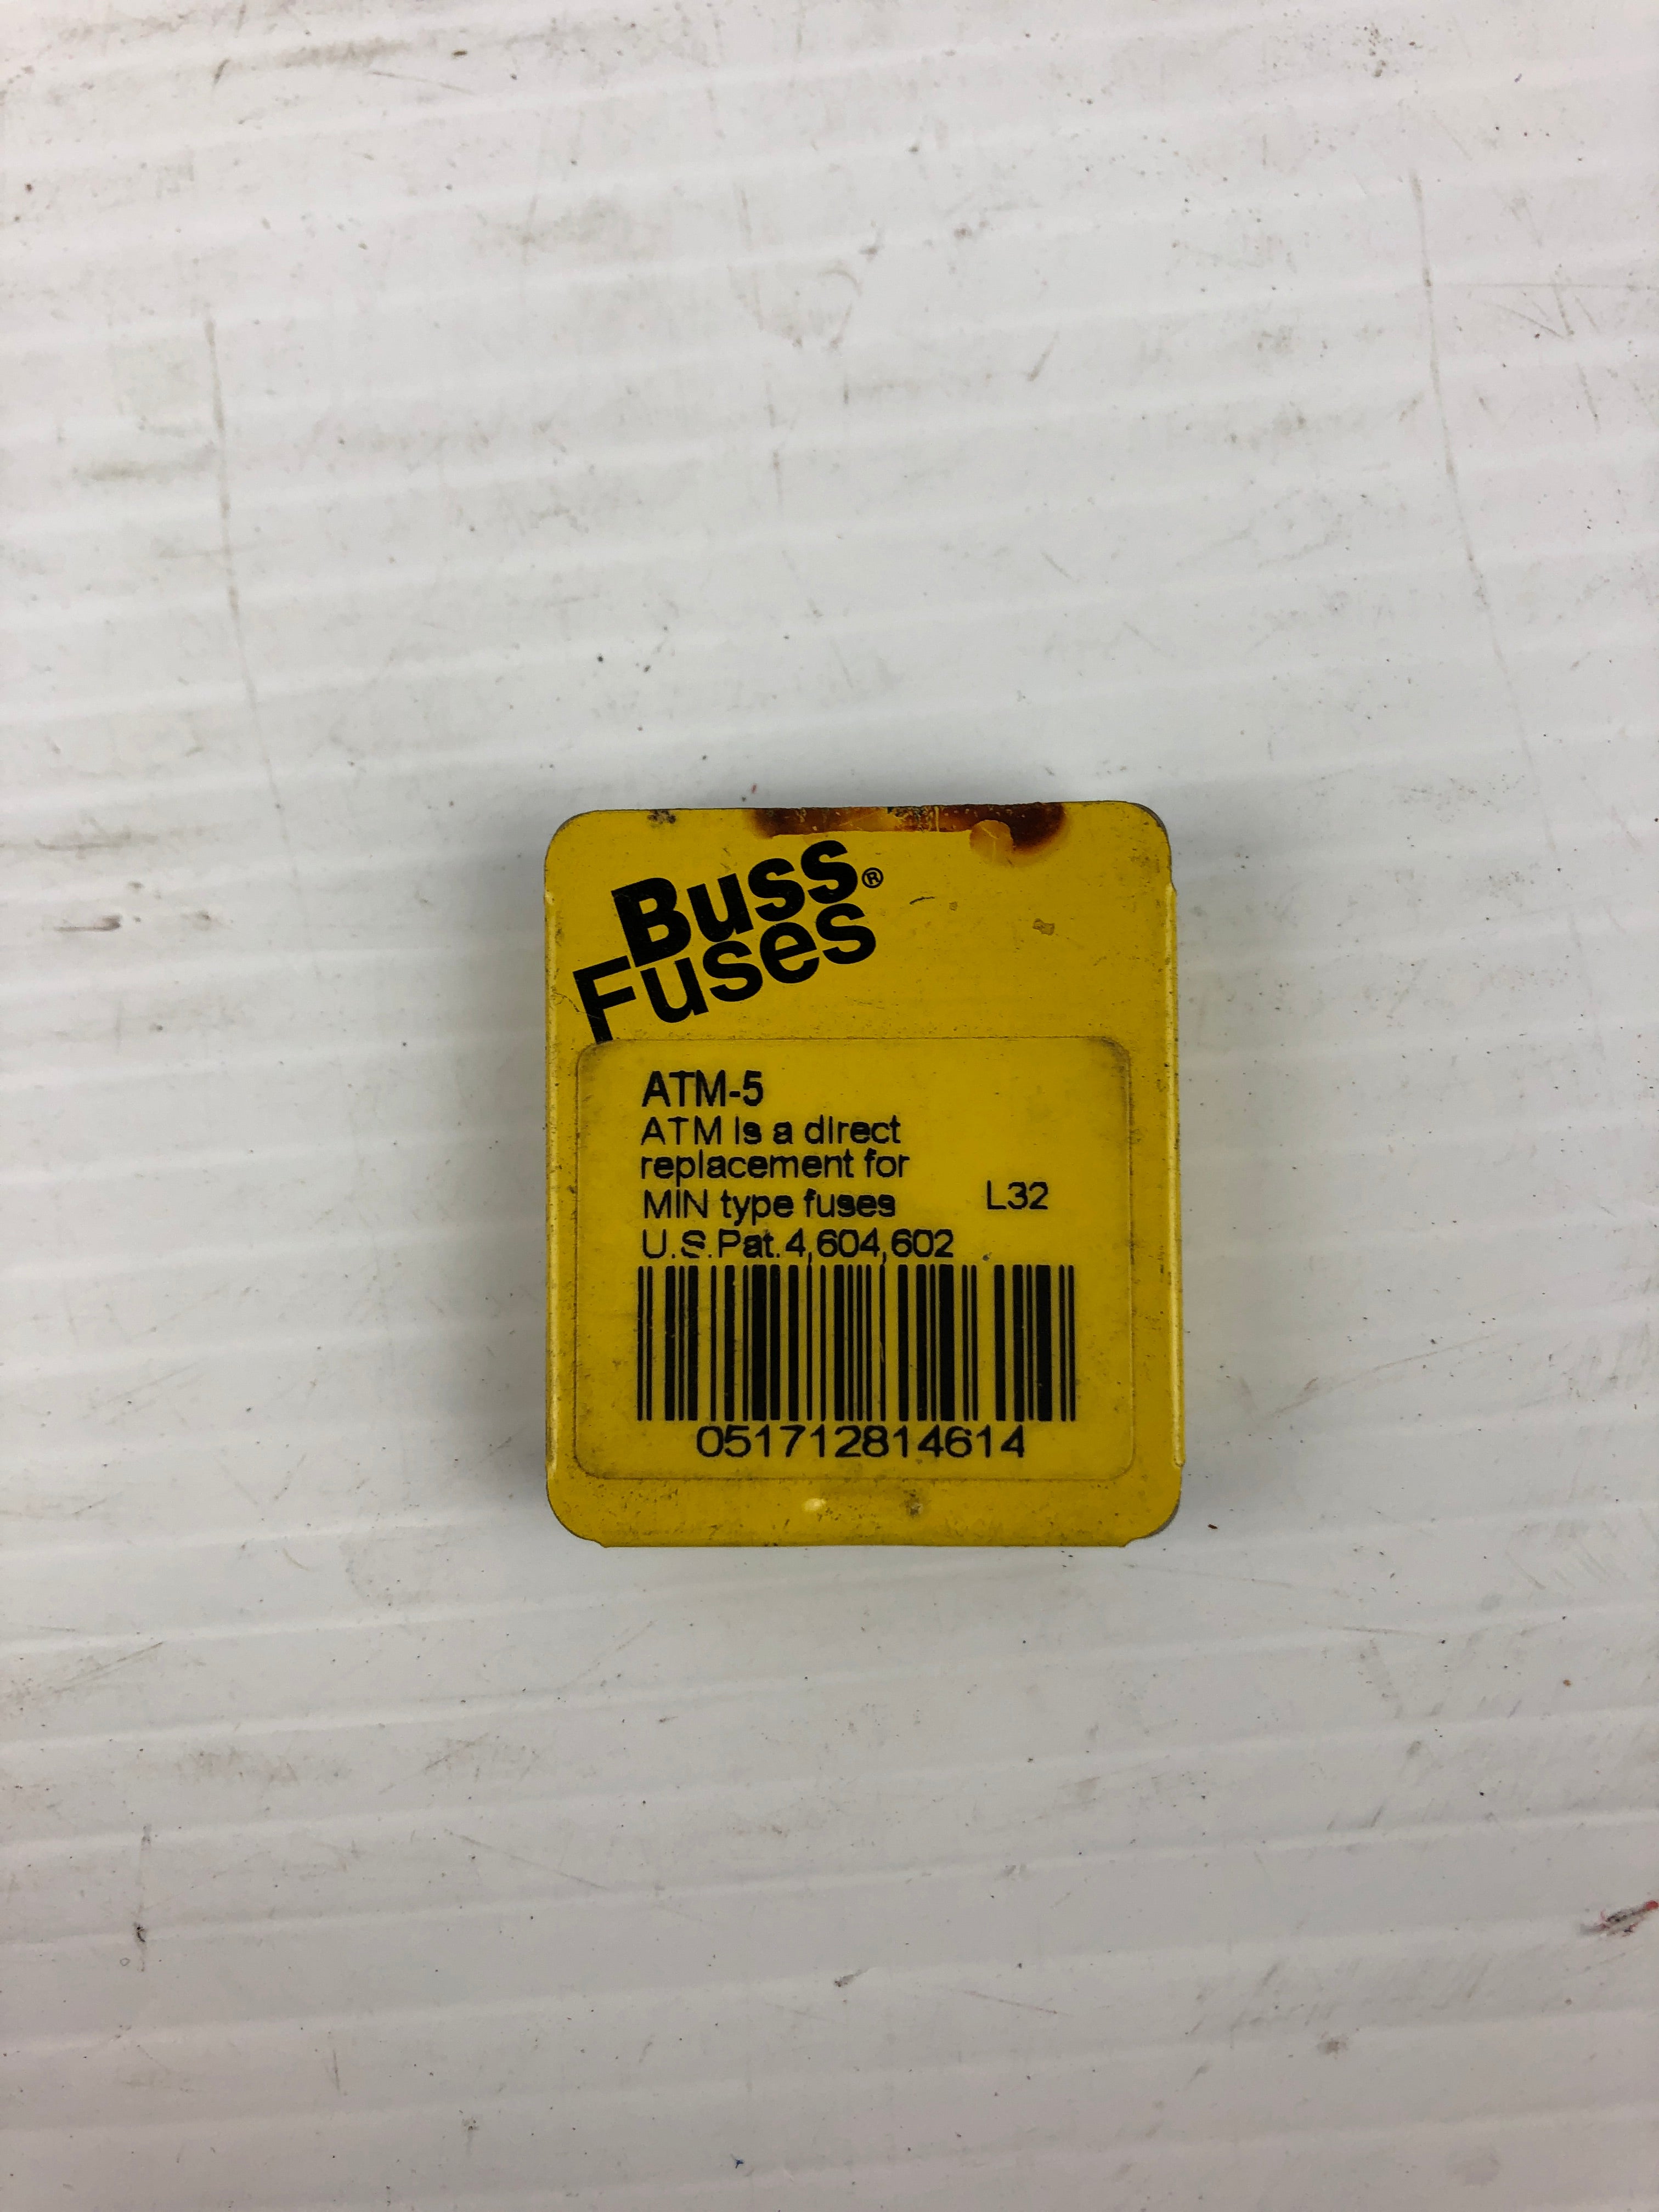 Buss®
Fuses
ATM-5
ATM is a direct
replacement for
MIN type fuses
L32
U.S.Pat.4,604,602
051712814614